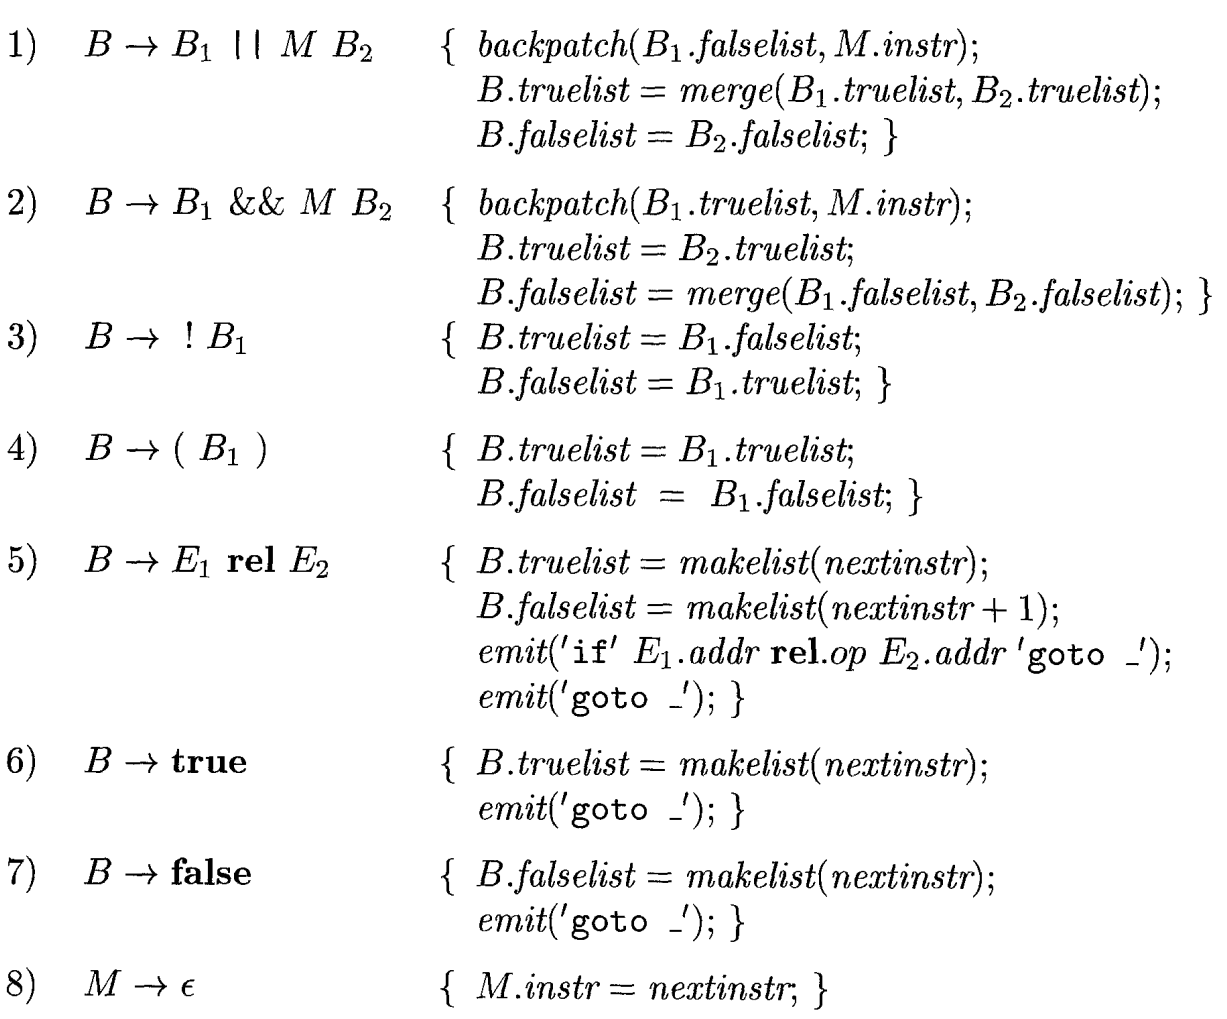 1) B → B₁ || M B₂ { backpatch(B₁.falselist, M.instr);
B.truelist = merge(B₁.truelist, B₂.truelist);
B.falselist = B₂.falselist; }
2) B → B₁ && M B₂ { backpatch(B₁.truelist, M.instr);
B.truelist = B₂.truelist;
B.falselist = merge(B₁.falselist, B₂.falselist); }
3) B → ! B₁ { B.truelist = B₁.falselist;
B.falselist = B₁.truelist; }
4) B → ( B₁ ) { B.truelist = B₁.truelist;
B.falselist = B₁.falselist; }
5) B → E₁ rel E₂ { B.truelist = makelist(nextinstr);
B.falselist = makelist(nextinstr + 1);
emit('if' E₁.addr rel.op E₂.addr 'goto _');
emit('goto _'); }
6) B → true { B.truelist = makelist(nextinstr);
emit('goto _'); }
7) B → false { B.falselist = makelist(nextinstr);
emit('goto _'); }
8) M → ϵ { M.instr = nextinstr; }